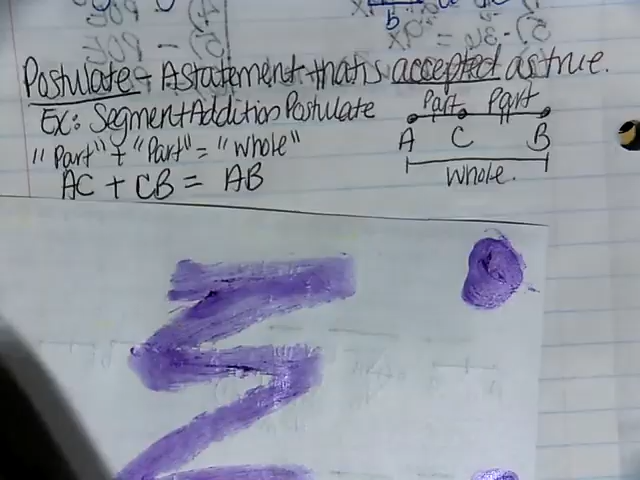 Postulate - A statement that is accepted as true.
Ex: Segment Addition Postulate
"Part" + "Part" = "whole"
AC + CB = AB
Part Part
A C B
whole.